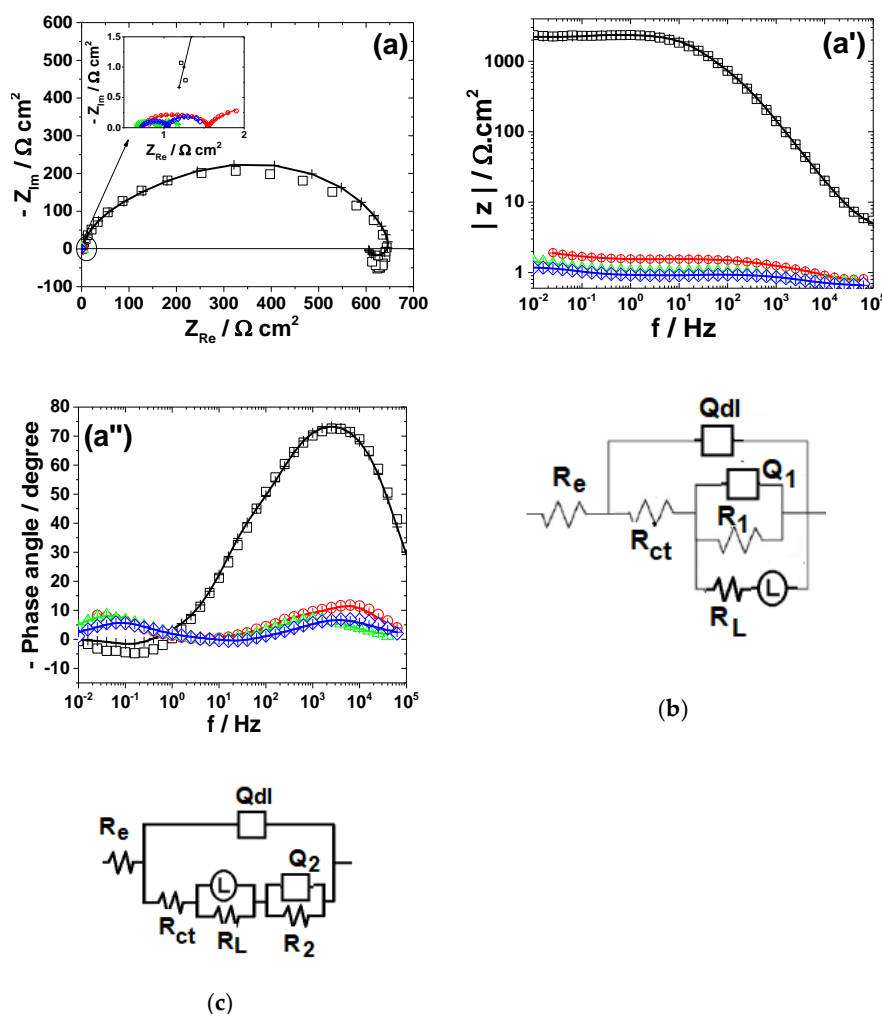 (a)
600
500
400
300
200
100
0
-100
- Z_Im / Ω cm²
0 100 200 300 400 500 600 700
Z_Re / Ω cm²
1.5
1.0
0.5
0.0
- Z_Im / Ω cm²
1 2
Z_Re / Ω cm²
(a')
1000
100
10
1
| z | / Ω.cm²
10⁻² 10⁻¹ 10⁰ 10¹ 10² 10³ 10⁴ 10⁵
f / Hz
(a'')
80
70
60
50
40
30
20
10
0
-10
- Phase angle / degree
10⁻² 10⁻¹ 10⁰ 10¹ 10² 10³ 10⁴ 10⁵
f / Hz
Qdl
R_e
Q_1
R_1
R_ct
R_L
L
(b)
Qdl
R_e
L
Q_2
R_ct
R_L
R_2
(c)